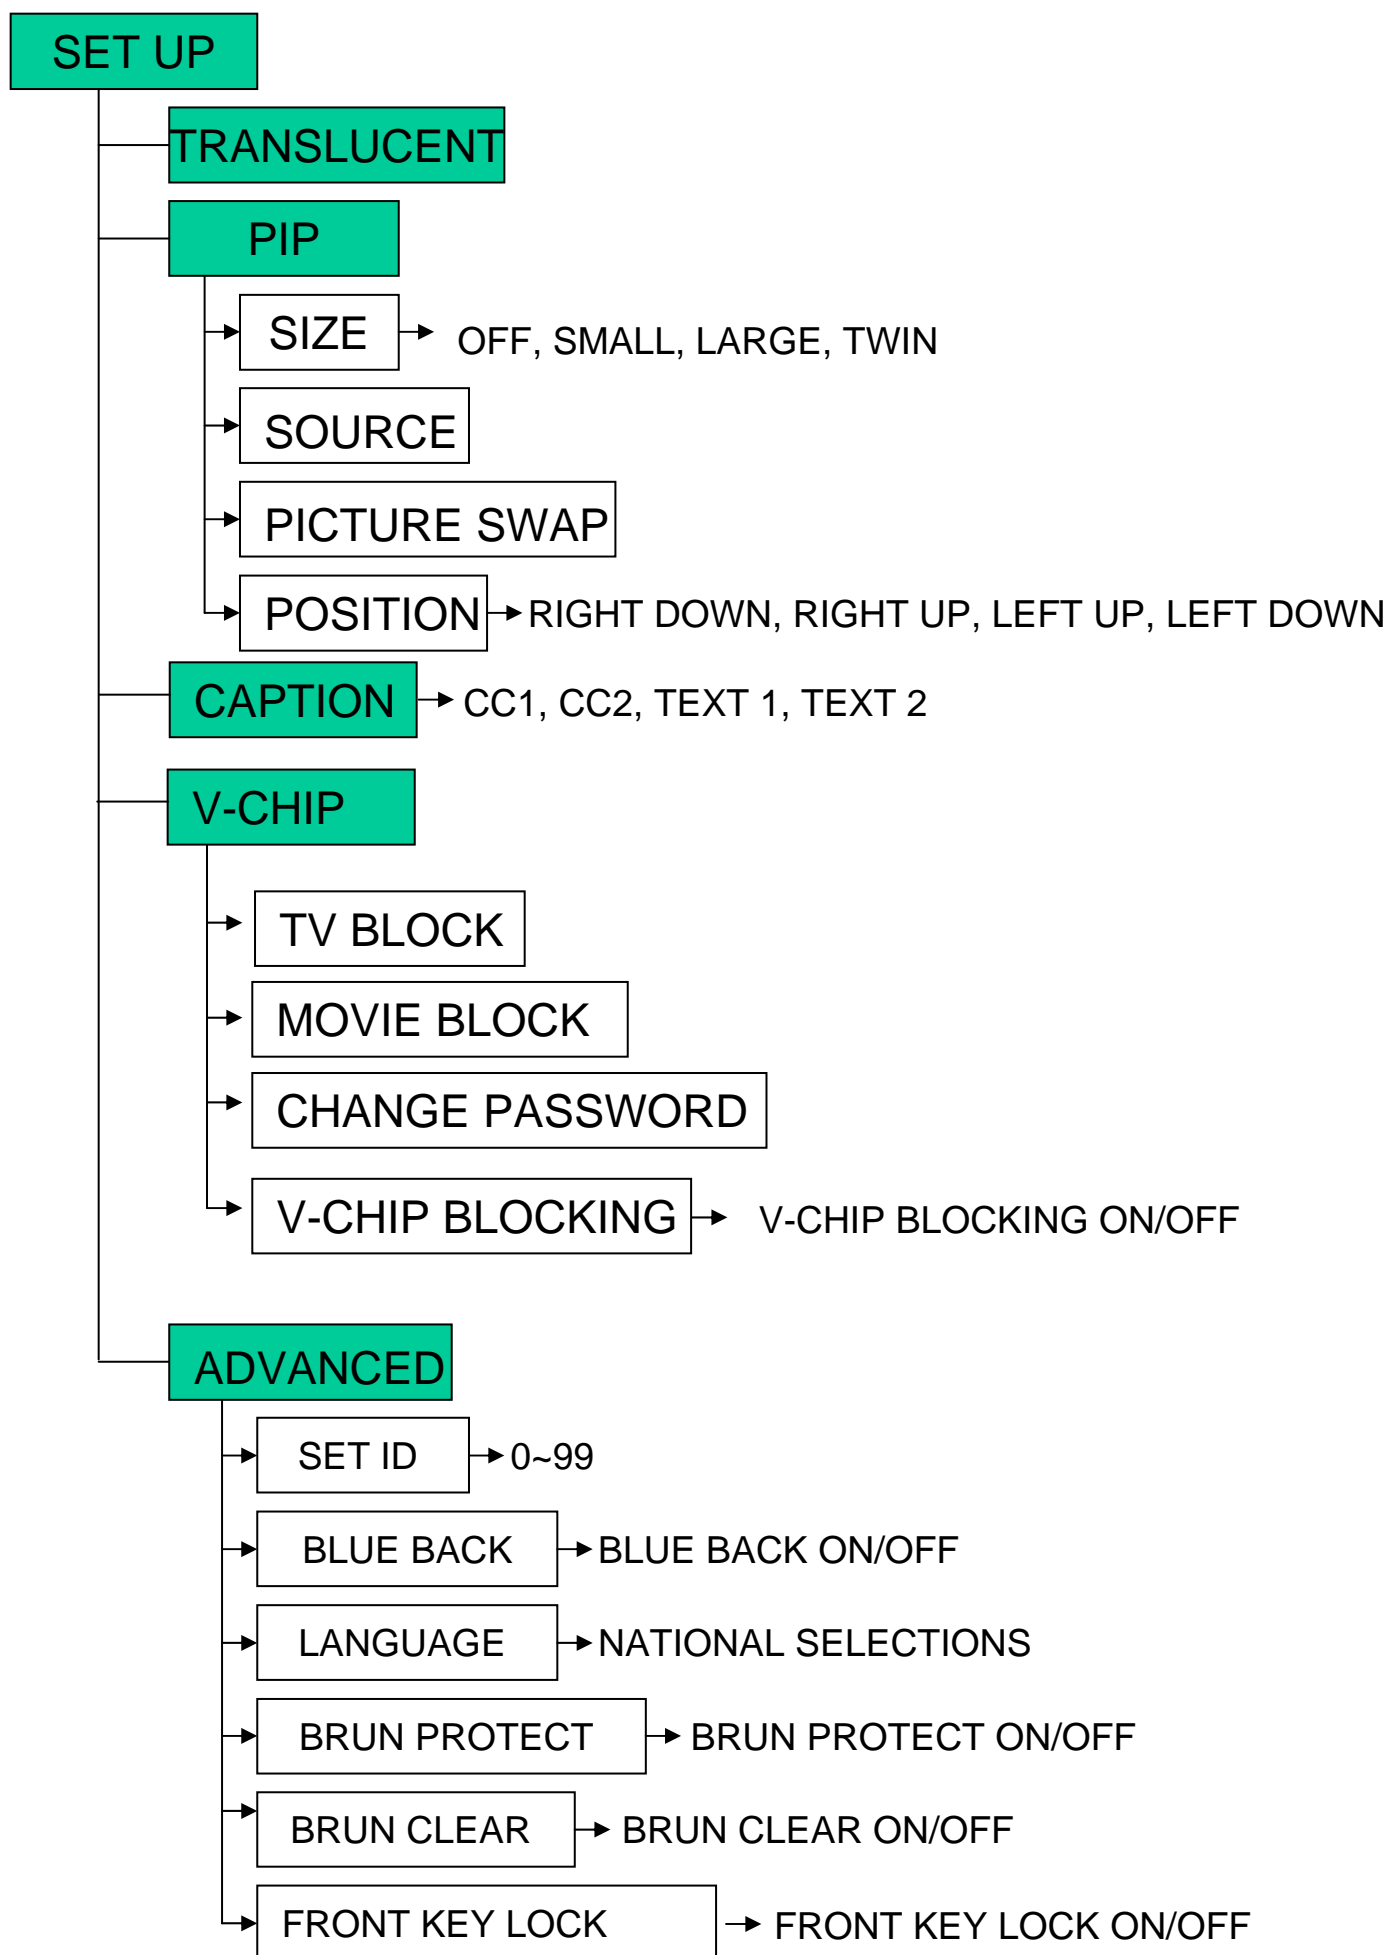 SET UP
TRANSLUCENT
PIP
SIZE OFF, SMALL, LARGE, TWIN
SOURCE
PICTURE SWAP
POSITION RIGHT DOWN, RIGHT UP, LEFT UP, LEFT DOWN
CAPTION CC1, CC2, TEXT 1, TEXT 2
V-CHIP
TV BLOCK
MOVIE BLOCK
CHANGE PASSWORD
V-CHIP BLOCKING V-CHIP BLOCKING ON/OFF
ADVANCED
SET ID 0~99
BLUE BACK BLUE BACK ON/OFF
LANGUAGE NATIONAL SELECTIONS
BRUN PROTECT BRUN PROTECT ON/OFF
BRUN CLEAR BRUN CLEAR ON/OFF
FRONT KEY LOCK FRONT KEY LOCK ON/OFF